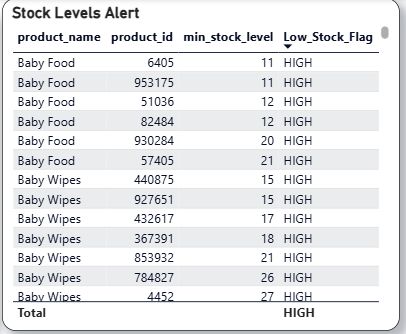 Stock Levels Alert
product_name product_id min_stock_level Low_Stock_Flag
Baby Food 6405 11 HIGH
Baby Food 953175 11 HIGH
Baby Food 51036 12 HIGH
Baby Food 82484 12 HIGH
Baby Food 930284 20 HIGH
Baby Food 57405 21 HIGH
Baby Wipes 440875 15 HIGH
Baby Wipes 927651 15 HIGH
Baby Wipes 432617 17 HIGH
Baby Wipes 367391 18 HIGH
Baby Wipes 853932 21 HIGH
Baby Wipes 784827 26 HIGH
Baby Wipes 4452 27 HIGH
Total HIGH